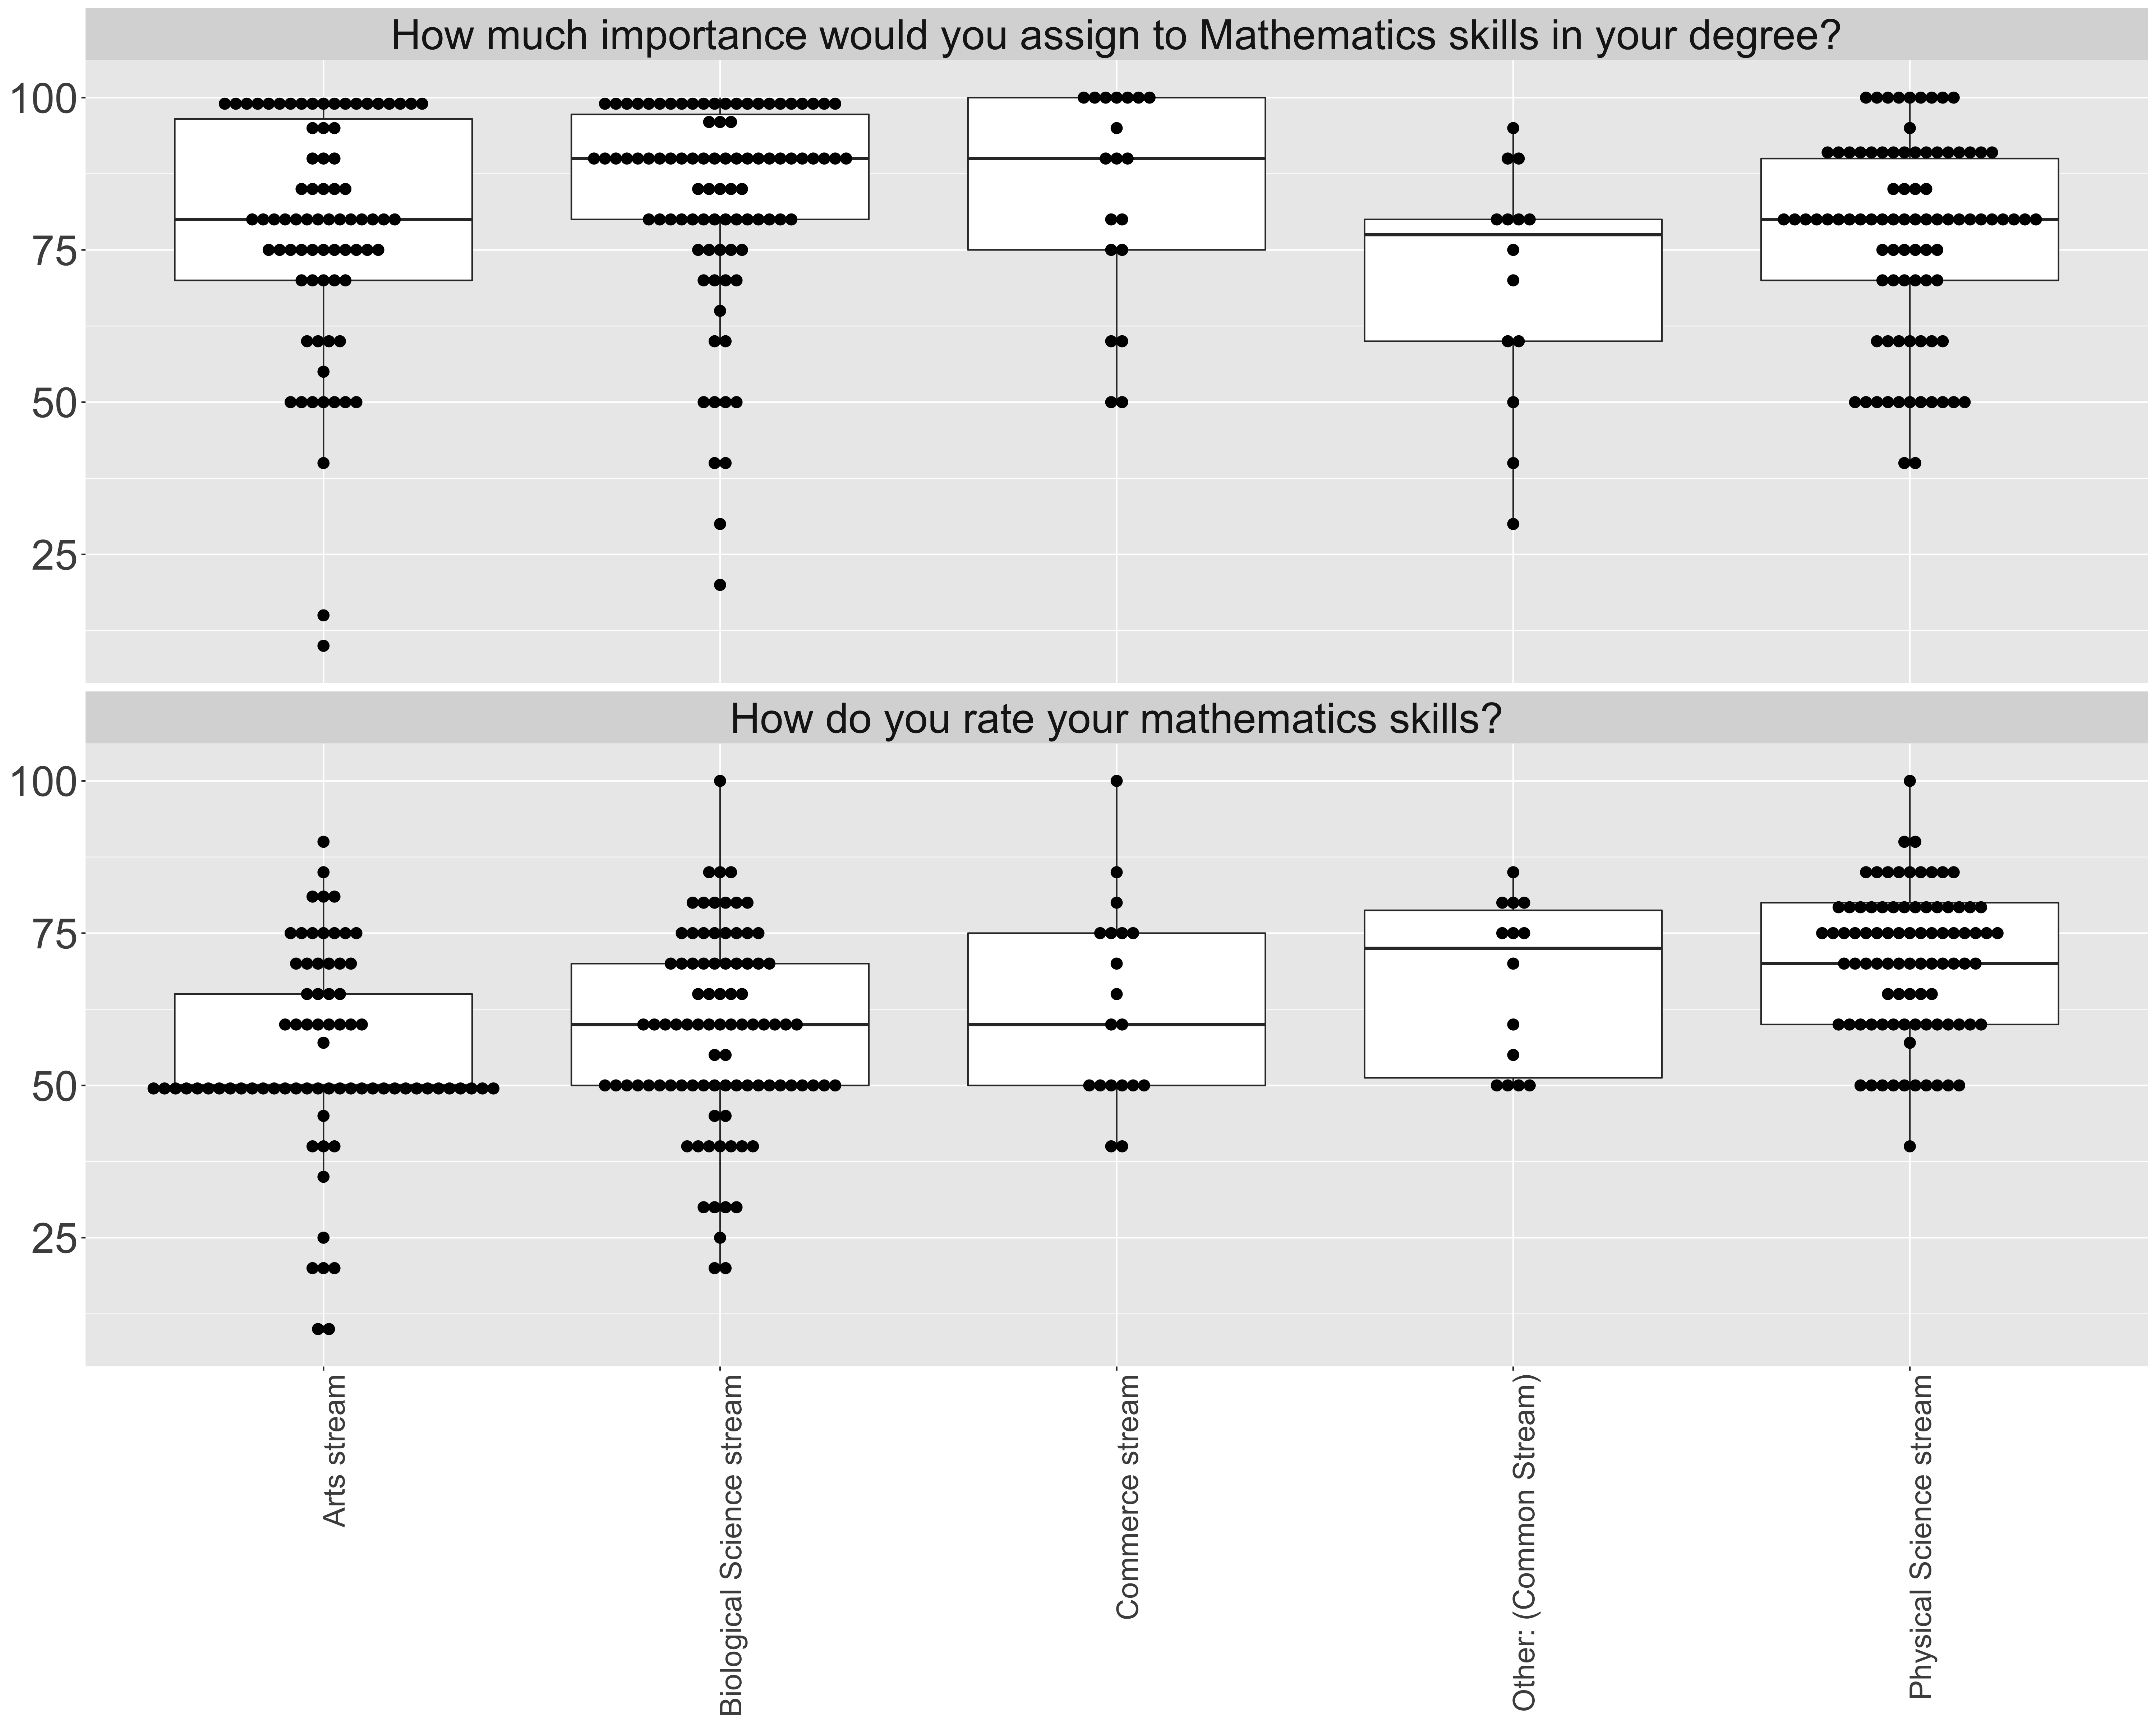 How much importance would you assign to Mathematics skills in your degree?
100
75
50
25
How do you rate your mathematics skills?
100
75
50
25
Arts stream
Biological Science stream
Commerce stream
Other: (Common Stream)
Physical Science stream